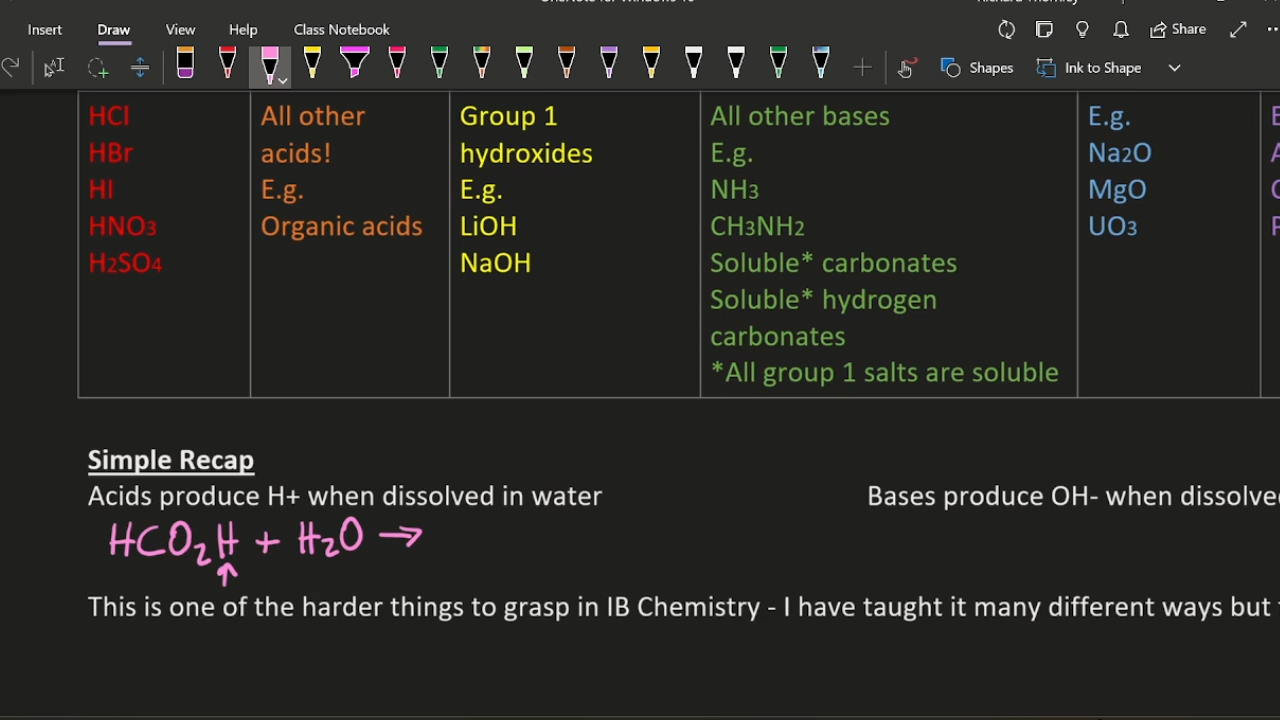 Insert Draw View Help Class Notebook Share
Shapes Ink to Shape
HCl
HBr
HI
HNO3
H2SO4
All other
acids!
E.g.
Organic acids
Group 1
hydroxides
E.g.
LiOH
NaOH
All other bases
E.g.
NH3
CH3NH2
Soluble* carbonates
Soluble* hydrogen
carbonates
*All group 1 salts are soluble
E.g.
Na2O
MgO
UO3
Simple Recap
Acids produce H+ when dissolved in water
Bases produce OH- when dissolve
HCO2H + H2O →
This is one of the harder things to grasp in IB Chemistry - I have taught it many different ways but